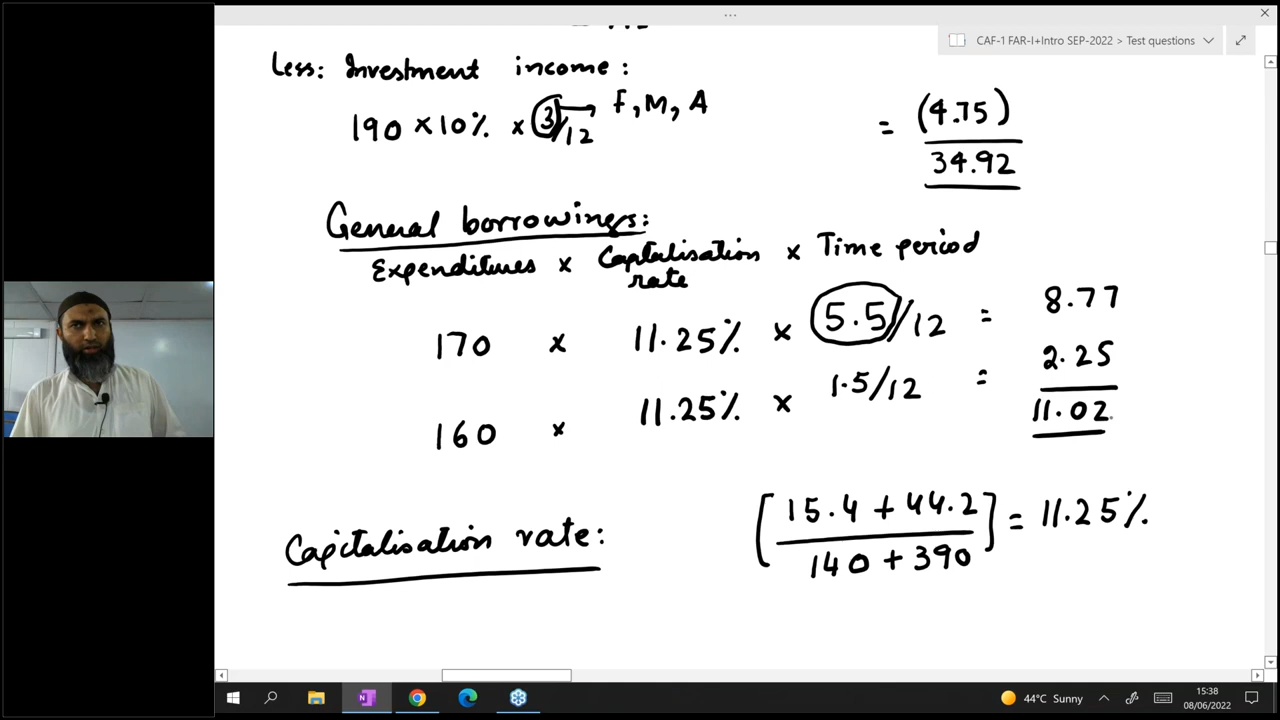 CAF-1 FAR-I+Intro SEP-2022 > Test questions
Less: Investment income:
190 × 10% × 3/12 → F, M, A = (4.75)
34.92
General borrowings:
Expenditures × Captalisation rate × Time period
170 × 11.25% × 5.5/12 = 8.77
160 × 11.25% × 1.5/12 = 2.25
11.02
Capitalisation rate: [15.4 + 44.2 / 140 + 390] = 11.25%
44°C Sunny
15:38
08/06/2022